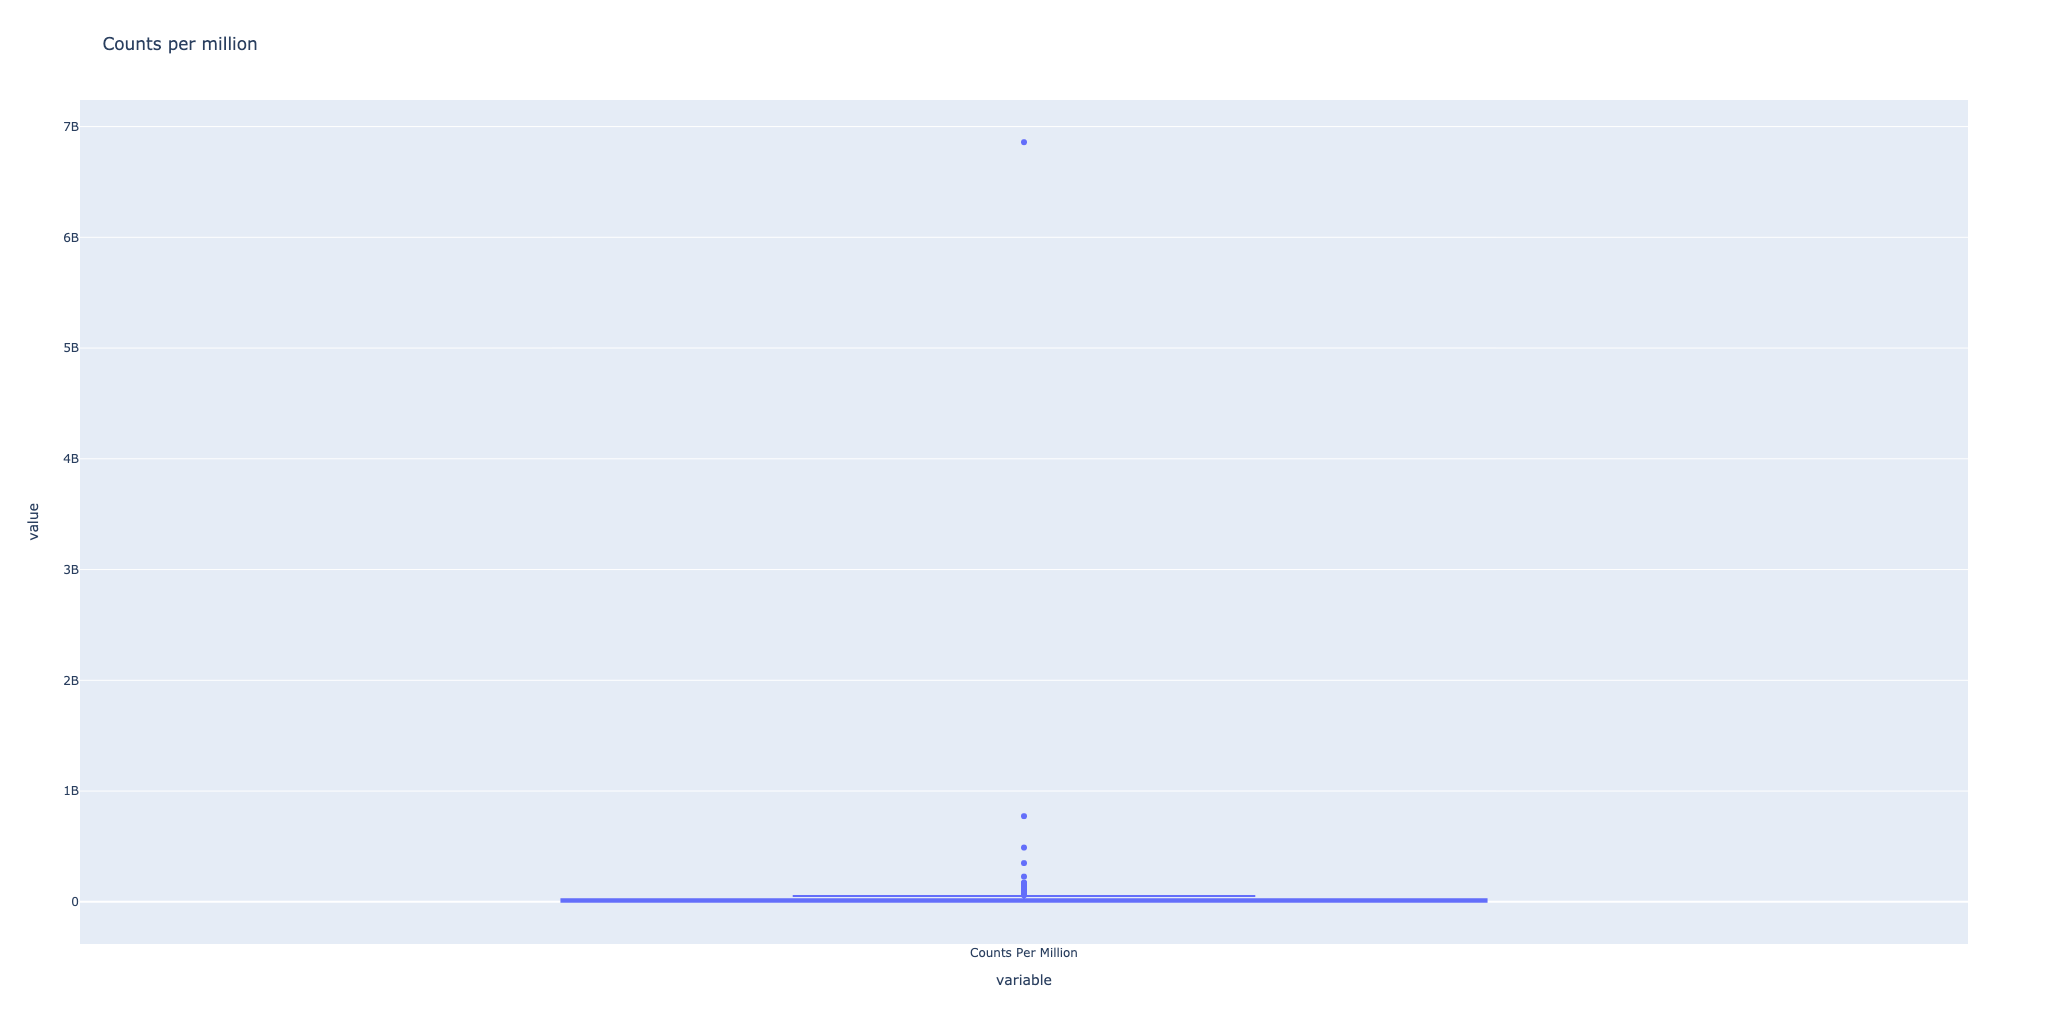 Counts per million
7B
6B
5B
4B
3B
2B
1B
0
value
Counts Per Million
variable